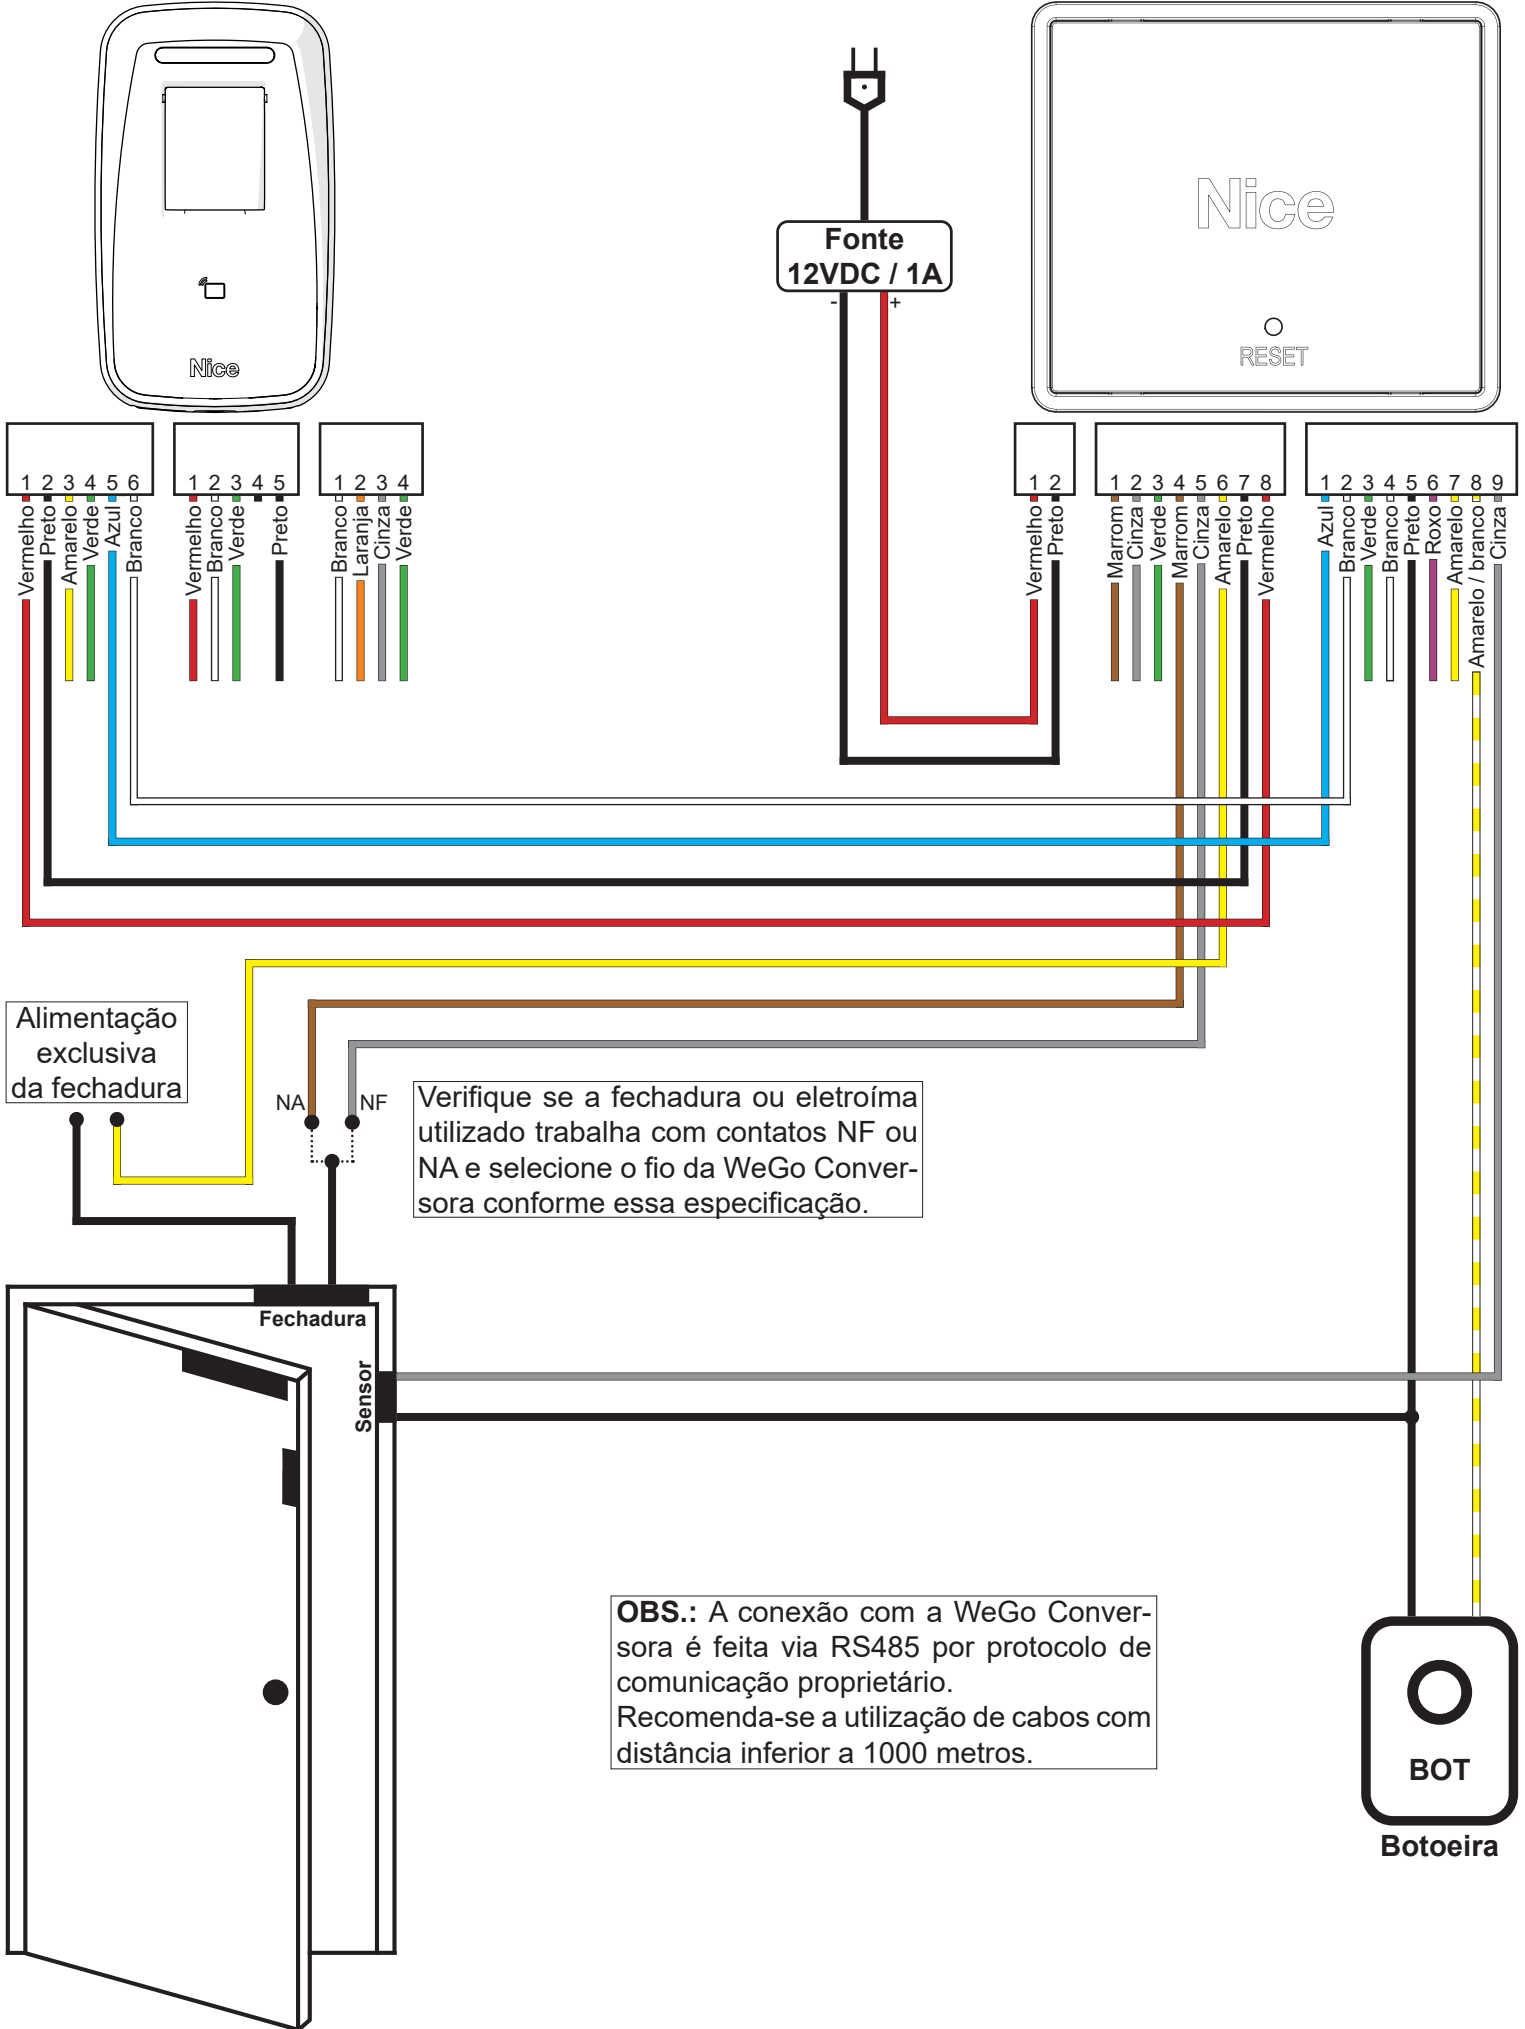 Nice
Fonte
12VDC / 1A
- +
Nice
RESET
1 2 3 4 5 6
Vermelho
Preto
Amarelo
Verde
Azul
Branco
1 2 3 4 5
Vermelho
Branco
Verde
Preto
1 2 3 4
Branco
Laranja
Cinza
Verde
1 2
Vermelho
Preto
1 2 3 4 5 6 7 8
Marrom
Cinza
Verde
Marrom
Cinza
Amarelo
Preto
Vermelho
1 2 3 4 5 6 7 8 9
Azul
Branco
Verde
Branco
Preto
Roxo
Amarelo
Amarelo / branco
Cinza
Alimentação
exclusiva
da fechadura
NA NF
Verifique se a fechadura ou eletroíma
utilizado trabalha com contatos NF ou
NA e selecione o fio da WeGo Conver-
sora conforme essa especificação.
Fechadura
Sensor
OBS.: A conexão com a WeGo Conver-
sora é feita via RS485 por protocolo de
comunicação proprietário.
Recomenda-se a utilização de cabos com
distância inferior a 1000 metros.
BOT
Botoeira